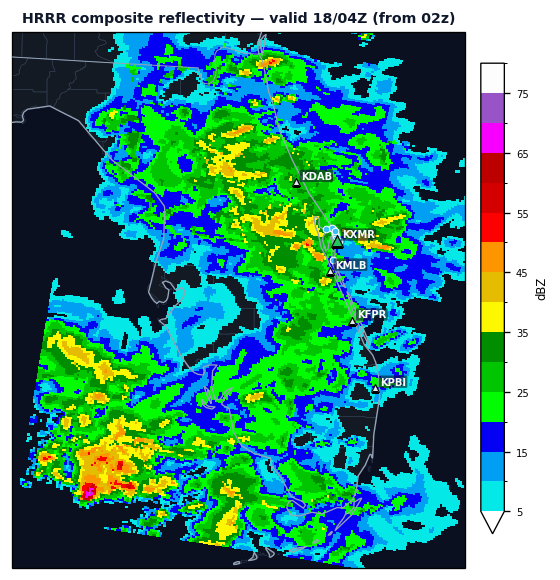 HRRR composite reflectivity — valid 18/04Z (from 02z)
KDAB
KXMR
KMLB
KFPR
KPBI
75
65
55
45
35
25
15
5
dBZ